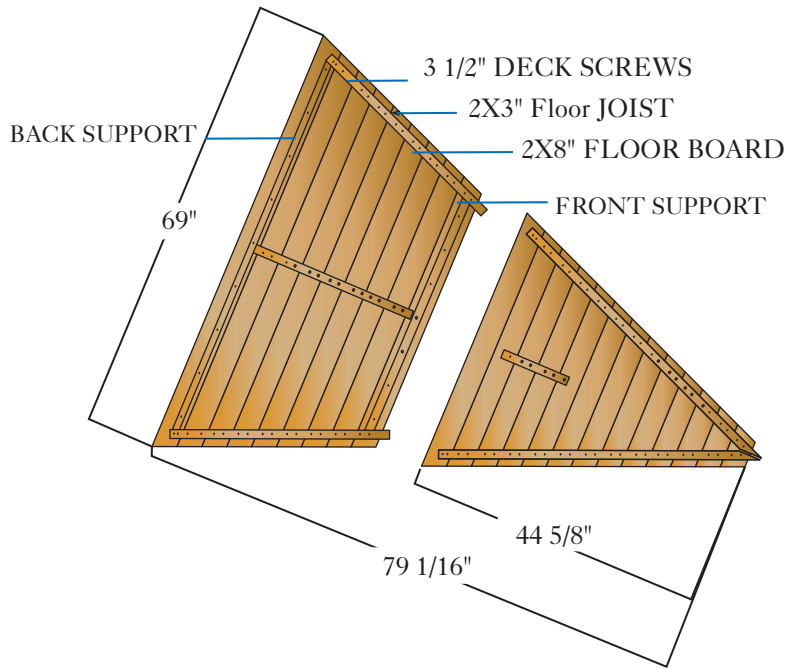 3 1/2" DECK SCREWS
2X3" Floor JOIST
BACK SUPPORT
2X8" FLOOR BOARD
FRONT SUPPORT
69"
44 5/8"
79 1/16"